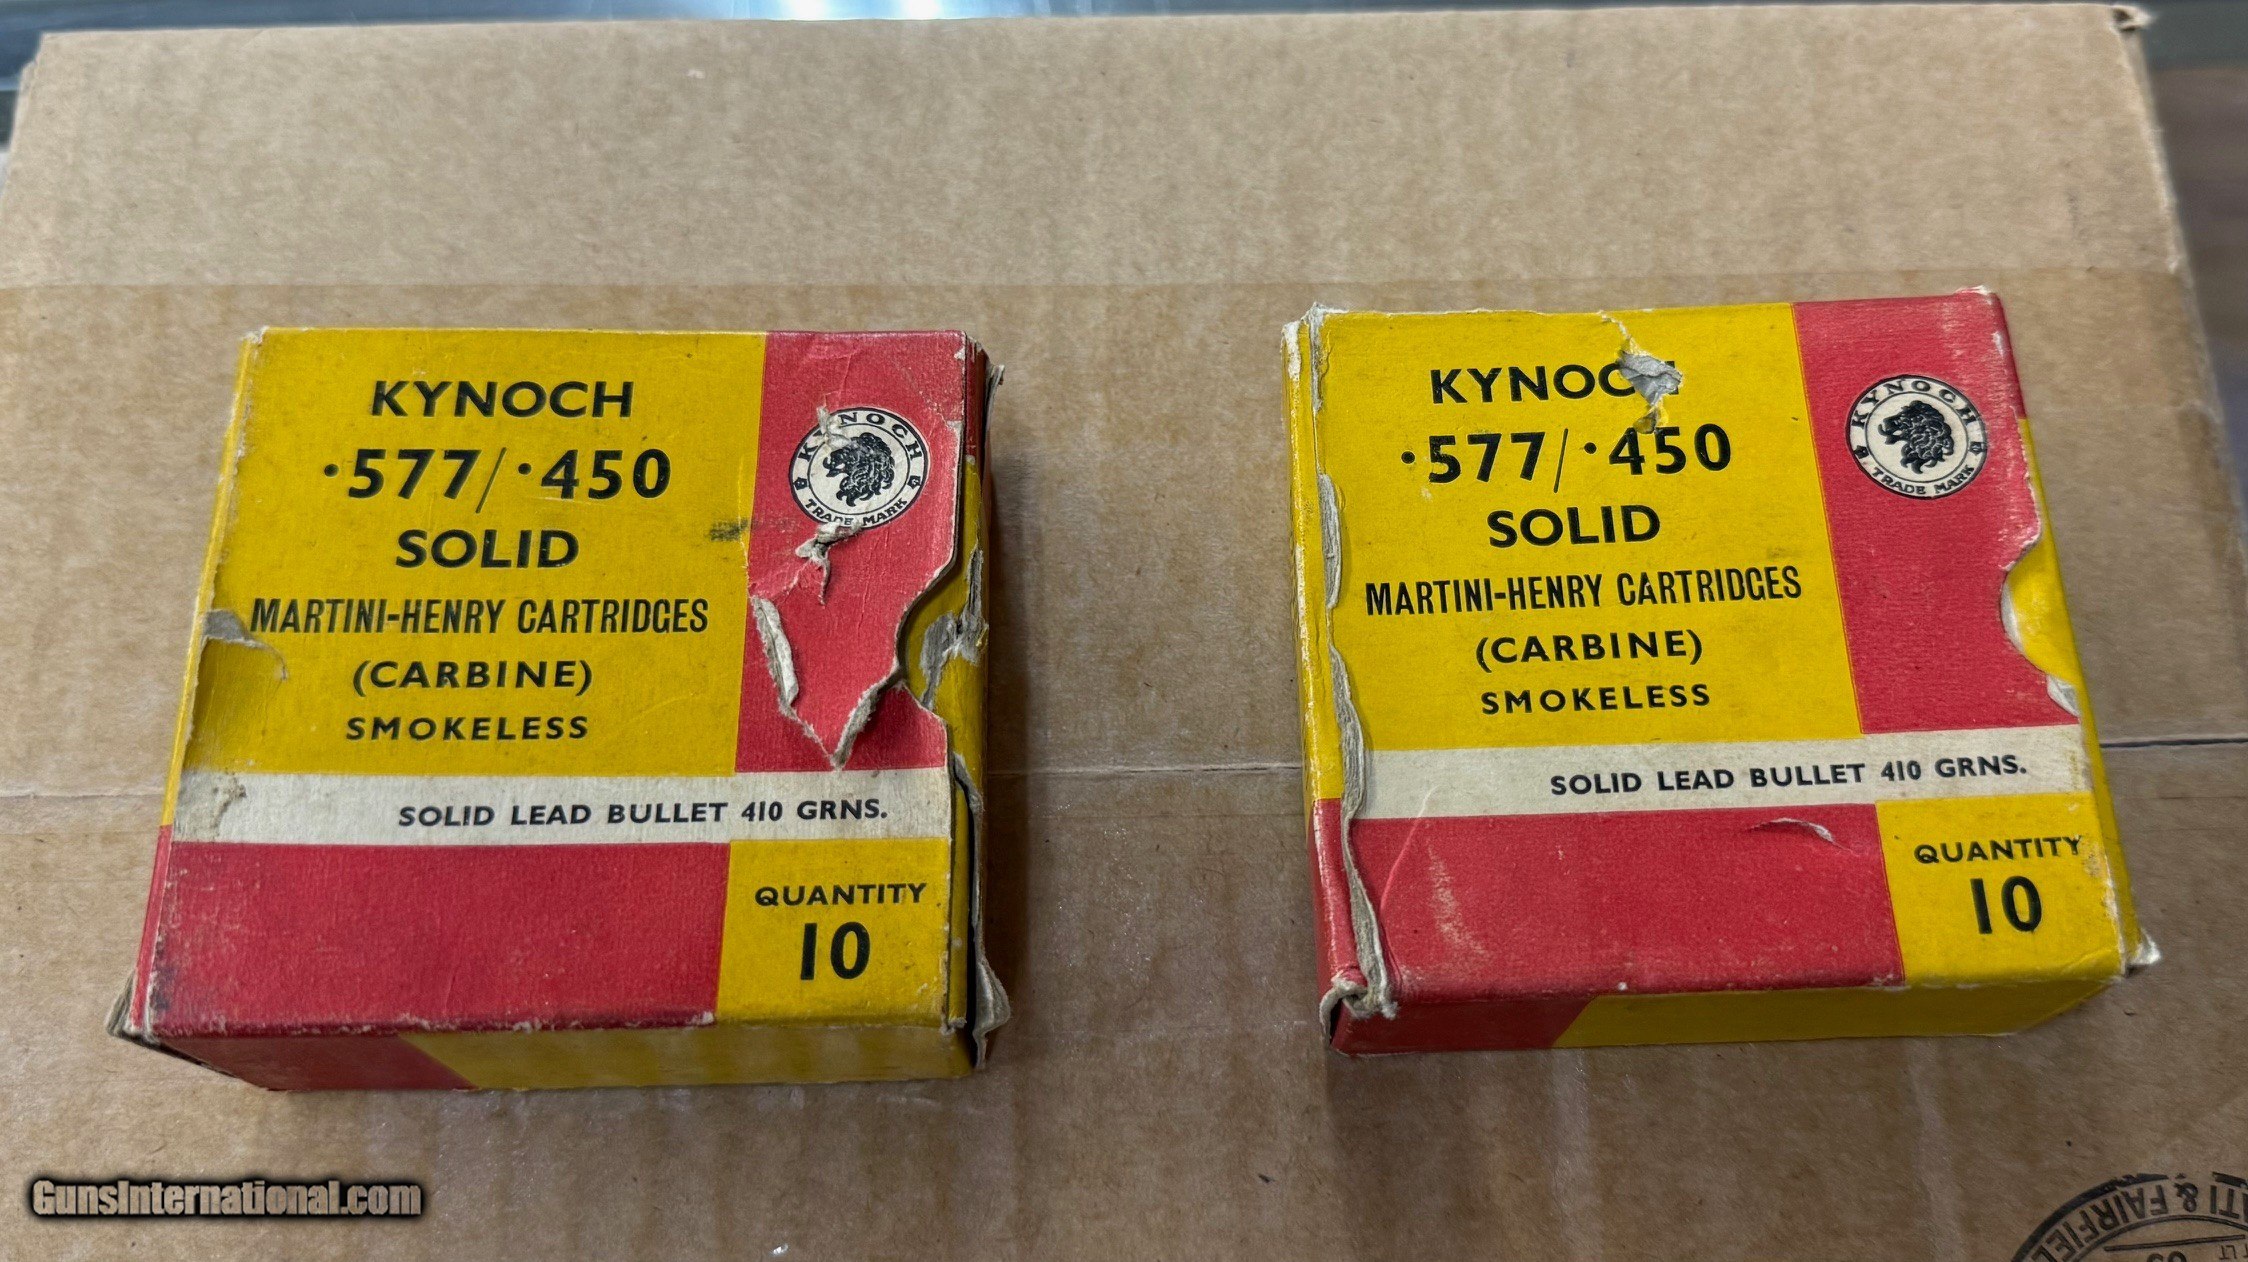 KYNOCH
·577/·450
SOLID
MARTINI-HENRY CARTRIDGES
(CARBINE)
SMOKELESS
KYNOCH
TRADE MARK
SOLID LEAD BULLET 410 GRNS.
QUANTITY
10
KYNOC
·577/·450
SOLID
MARTINI-HENRY CARTRIDGES
(CARBINE)
SMOKELESS
KYNOCH
TRADE MARK
SOLID LEAD BULLET 410 GRNS.
QUANTITY
10
GunsInternational.com